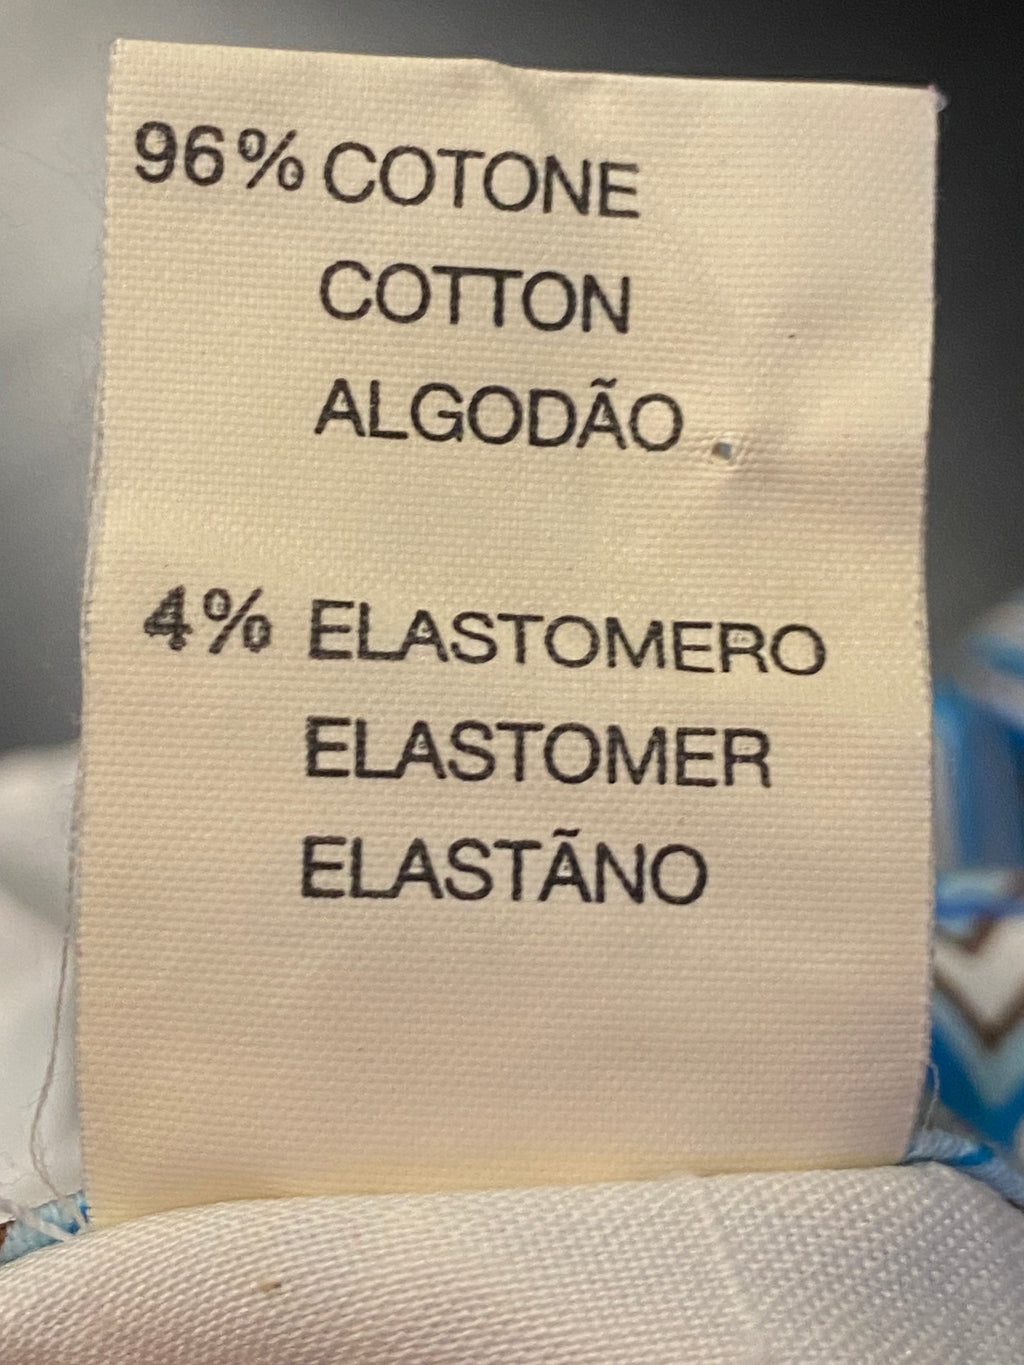 96% COTONE
COTTON
ALGODÃO
4% ELASTOMERO
ELASTOMER
ELASTÃNO